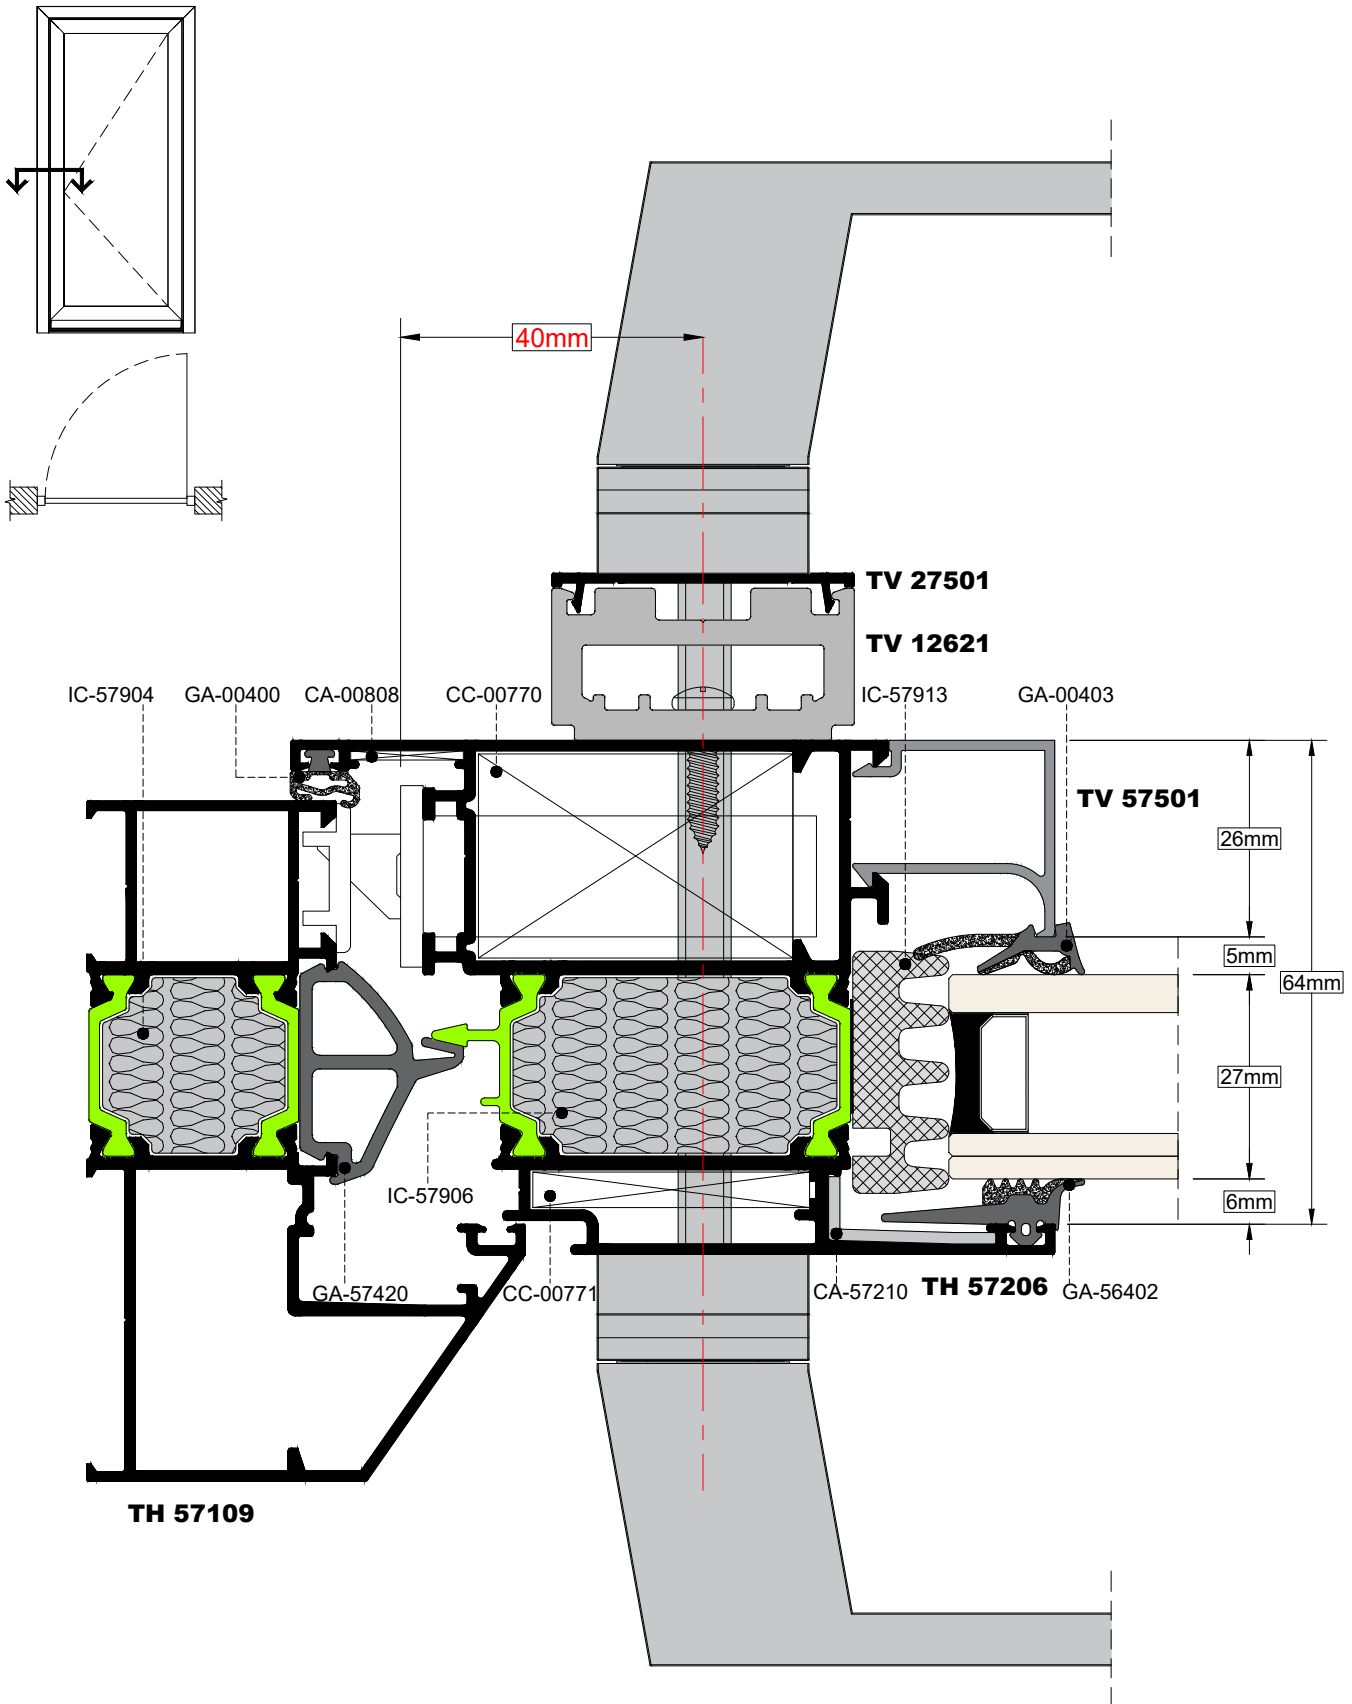 40mm
TV 27501
TV 12621
IC-57904 GA-00400 CA-00808 CC-00770 IC-57913 GA-00403
TV 57501
26mm
5mm
64mm
27mm
IC-57906
6mm
GA-57420 CC-00771 CA-57210 TH 57206 GA-56402
TH 57109